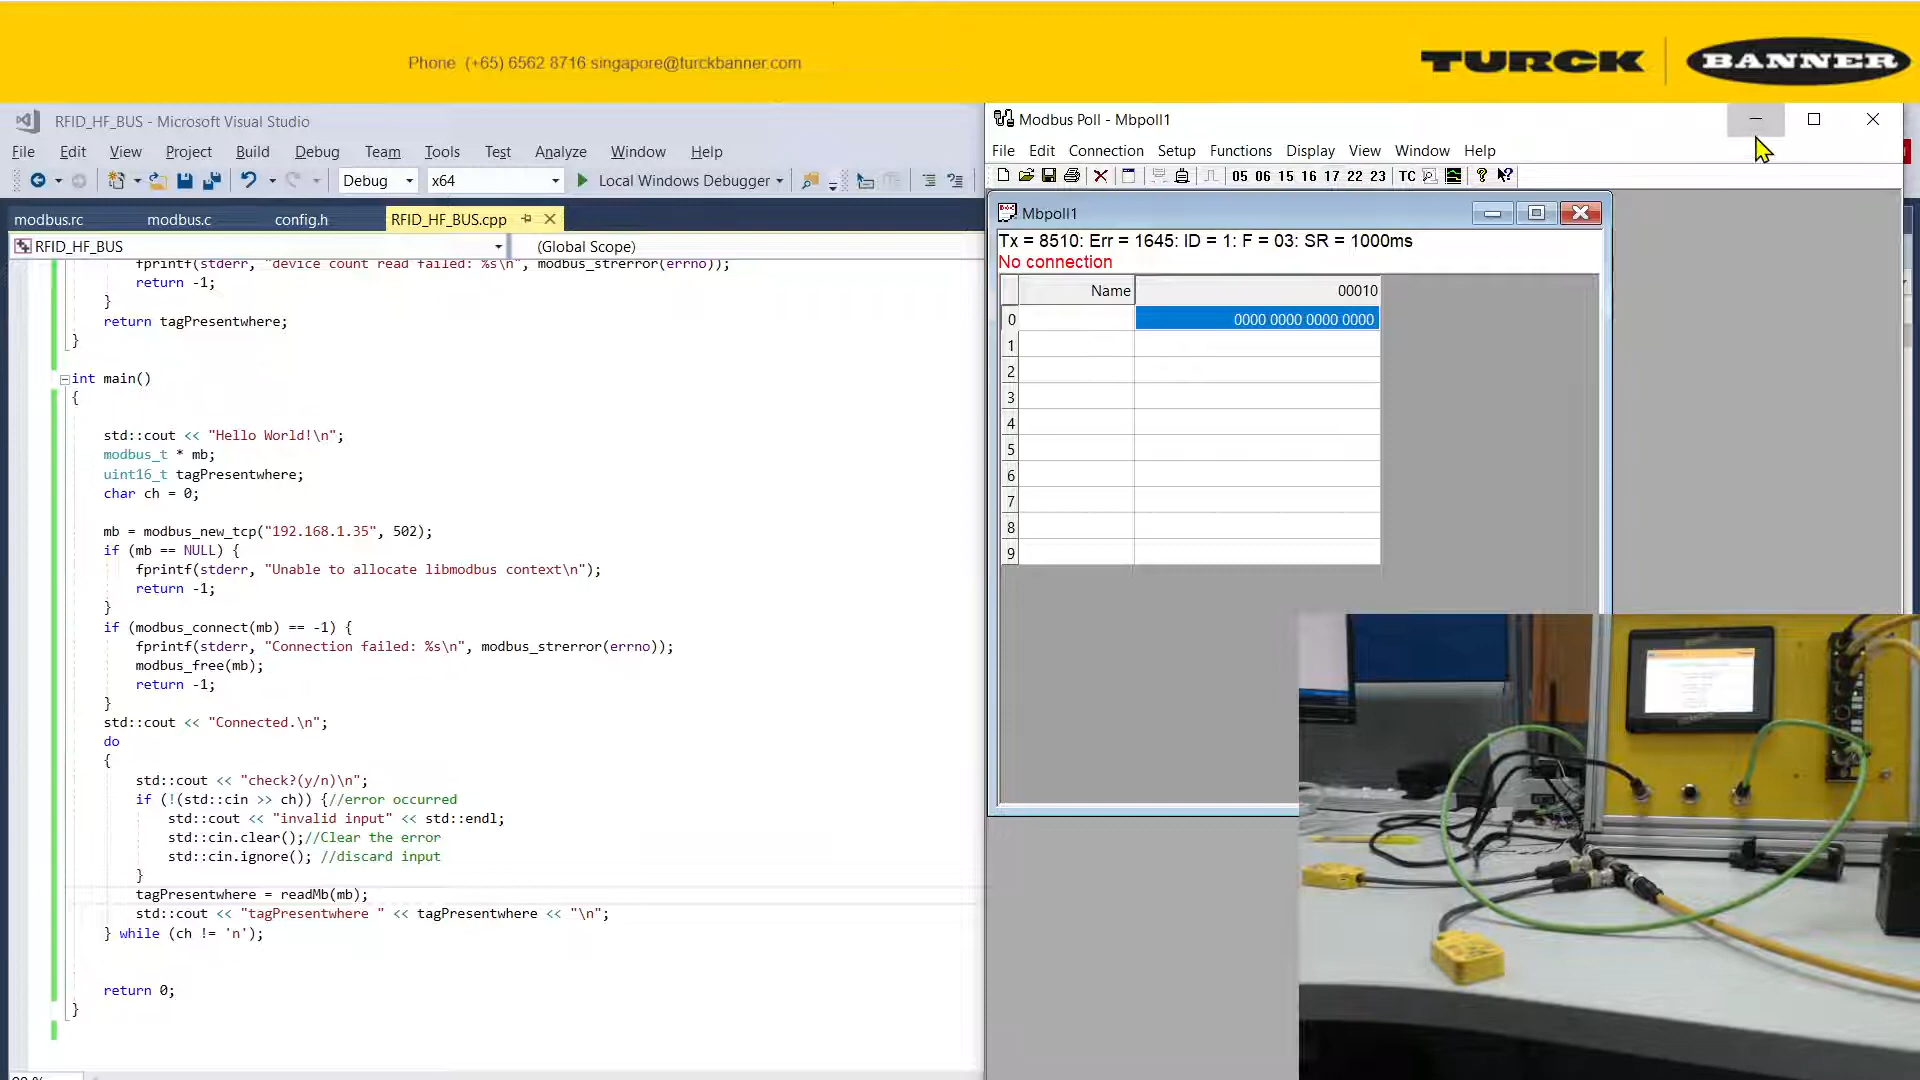 Phone (+65) 6562 8716 singapore@turckbanner.com
TURCK
BANNER
RFID_HF_BUS - Microsoft Visual Studio
File Edit View Project Build Debug Team Tools Test Analyze Window Help
Debug x64 Local Windows Debugger
modbus.rc modbus.c config.h RFID_HF_BUS.cpp
RFID_HF_BUS (Global Scope)
fprintf(stderr, "device count read failed: %s\n", modbus_strerror(errno));
return -1;
}
return tagPresentwhere;
}
int main()
{
std::cout << "Hello World!\n";
modbus_t * mb;
uint16_t tagPresentwhere;
char ch = 0;
mb = modbus_new_tcp("192.168.1.35", 502);
if (mb == NULL) {
fprintf(stderr, "Unable to allocate libmodbus context\n");
return -1;
}
if (modbus_connect(mb) == -1) {
fprintf(stderr, "Connection failed: %s\n", modbus_strerror(errno));
modbus_free(mb);
return -1;
}
std::cout << "Connected.\n";
do
{
std::cout << "check?(y/n)\n";
if (!(std::cin >> ch)) {//error occurred
std::cout << "invalid input" << std::endl;
std::cin.clear();//Clear the error
std::cin.ignore(); //discard input
}
tagPresentwhere = readMb(mb);
std::cout << "tagPresentwhere " << tagPresentwhere << "\n";
} while (ch != 'n');
return 0;
}
Modbus Poll - Mbpoll1
File Edit Connection Setup Functions Display View Window Help
05 06 15 16 17 22 23 TC
Mbpoll1
Tx = 8510: Err = 1645: ID = 1: F = 03: SR = 1000ms
No connection
Name 00010
0 0000 0000 0000 0000
1
2
3
4
5
6
7
8
9